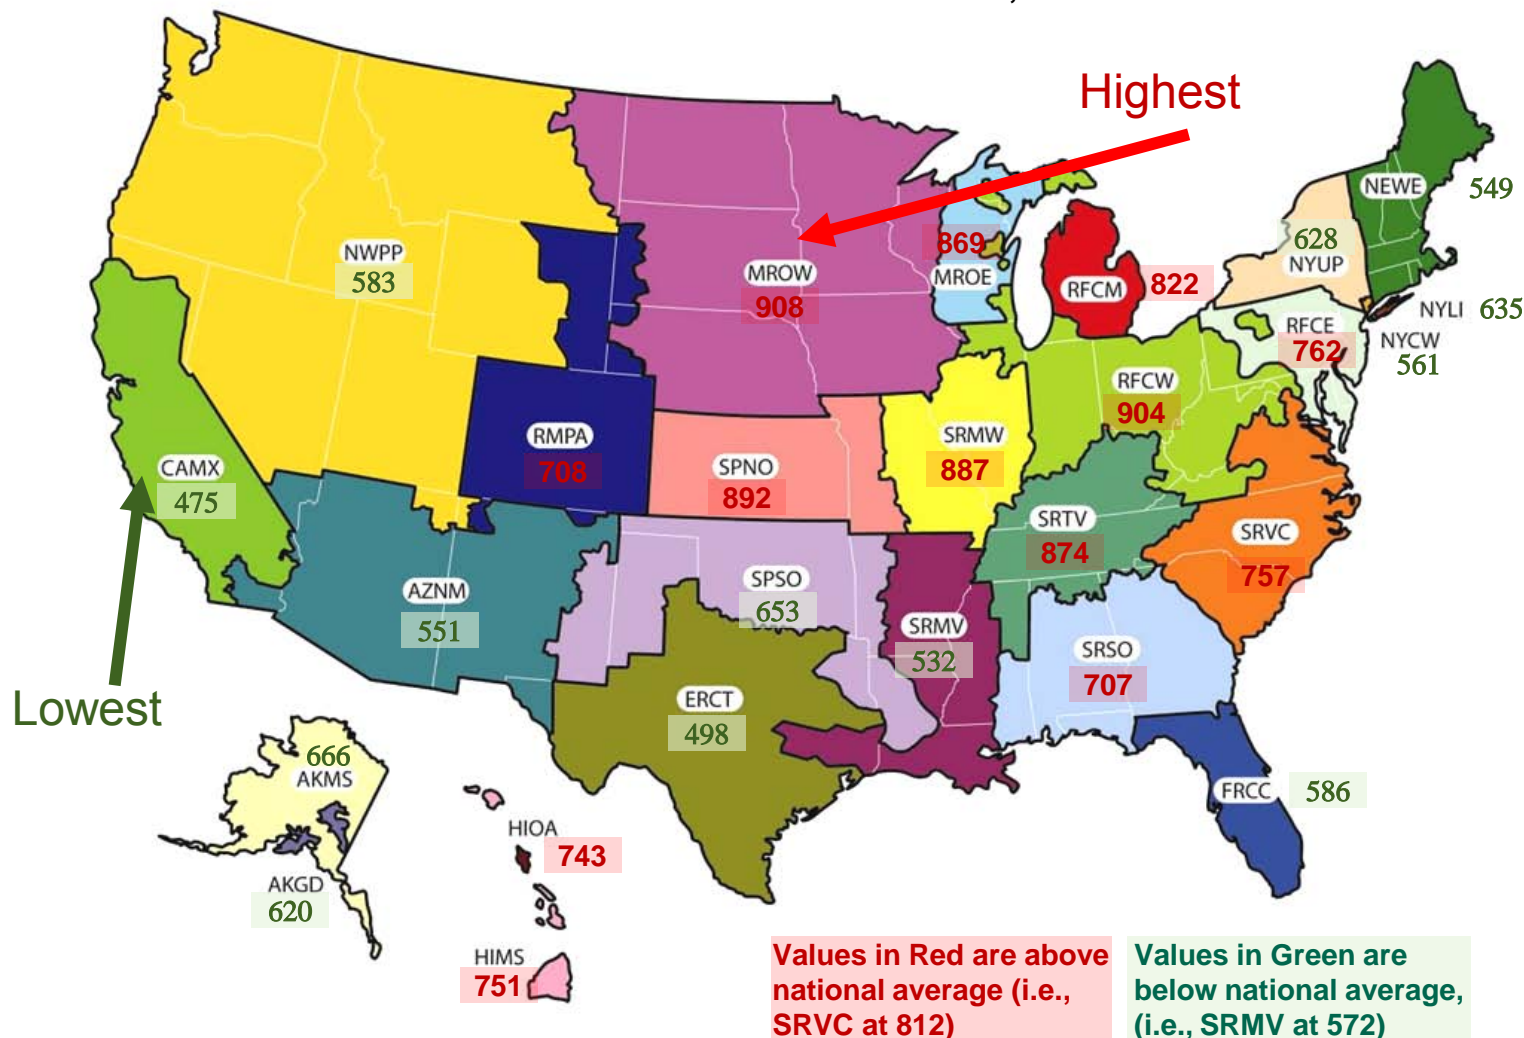 Highest
NEWE
549
869
628
NYUP
NWPP
583
MROW
908
MROE
RFCM
822
NYLI
635
RFCE
762
NYCW
561
RFCW
904
RMPA
708
SRMW
887
CAMX
475
SPNO
892
SRTV
874
SRVC
757
AZNM
551
SPSO
653
SRMV
532
SRSO
707
Lowest
ERCT
498
666
AKMS
FRCC
586
HIOA
743
AKGD
620
HIMS
751
Values in Red are above
national average (i.e.,
SRVC at 812)
Values in Green are
below national average,
(i.e., SRMV at 572)